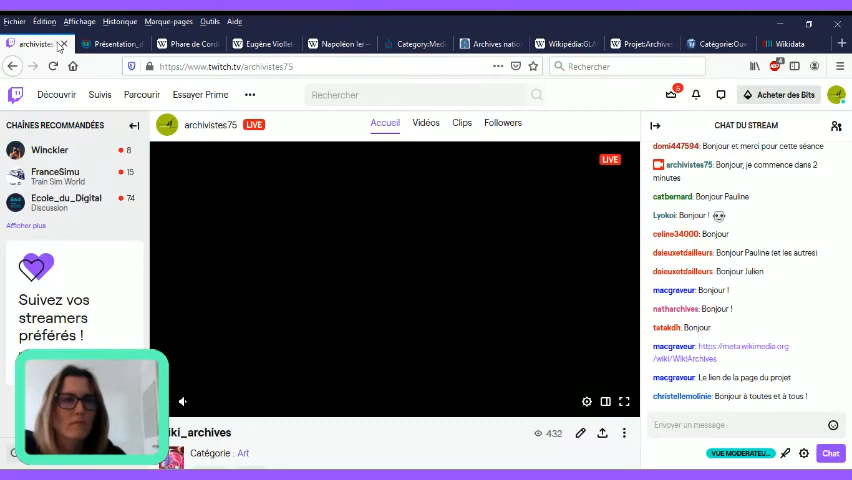 Fichier Édition Affichage Historique Marque-pages Outils Aide
archivistes Présentation_d Phare de Cord Eugène Viollet Napoléon Ier — Category:Med Archives nation Wikipédia:GLA Projet:Archives Catégorie:Ouv Wikidata
https://www.twitch.tv/archivistes75 Rechercher
Découvrir Suivis Parcourir Essayer Prime Rechercher 5 Acheter des Bits
CHAÎNES RECOMMANDÉES
Winckler 8
FranceSimu 15
Train Sim World
Ecole_du_Digital 74
Discussion
Afficher plus
Suivez vos
streamers
préférés !
archivistes75 LIVE Accueil Vidéos Clips Followers
LIVE
iki_archives 432
Catégorie : Art
CHAT DU STREAM
domi447594: Bonjour et merci pour cette séance
archivistes75: Bonjour, je commence dans 2
minutes
catbernard: Bonjour Pauline
Lyokoi: Bonjour !
celine34000: Bonjour
daieuxetdailleurs: Bonjour Pauline (et les autres)
daieuxetdailleurs: Bonjour Julien
macgraveur: Bonjour !
natharchives: Bonjour !
tatakdh: Bonjour
macgraveur: https://meta.wikimedia.org
/wiki/WikiArchives
macgraveur: Le lien de la page du projet
christellemolinie: Bonjour à toutes et à tous !
Envoyer un message
VUE MODÉRATEUR... Chat